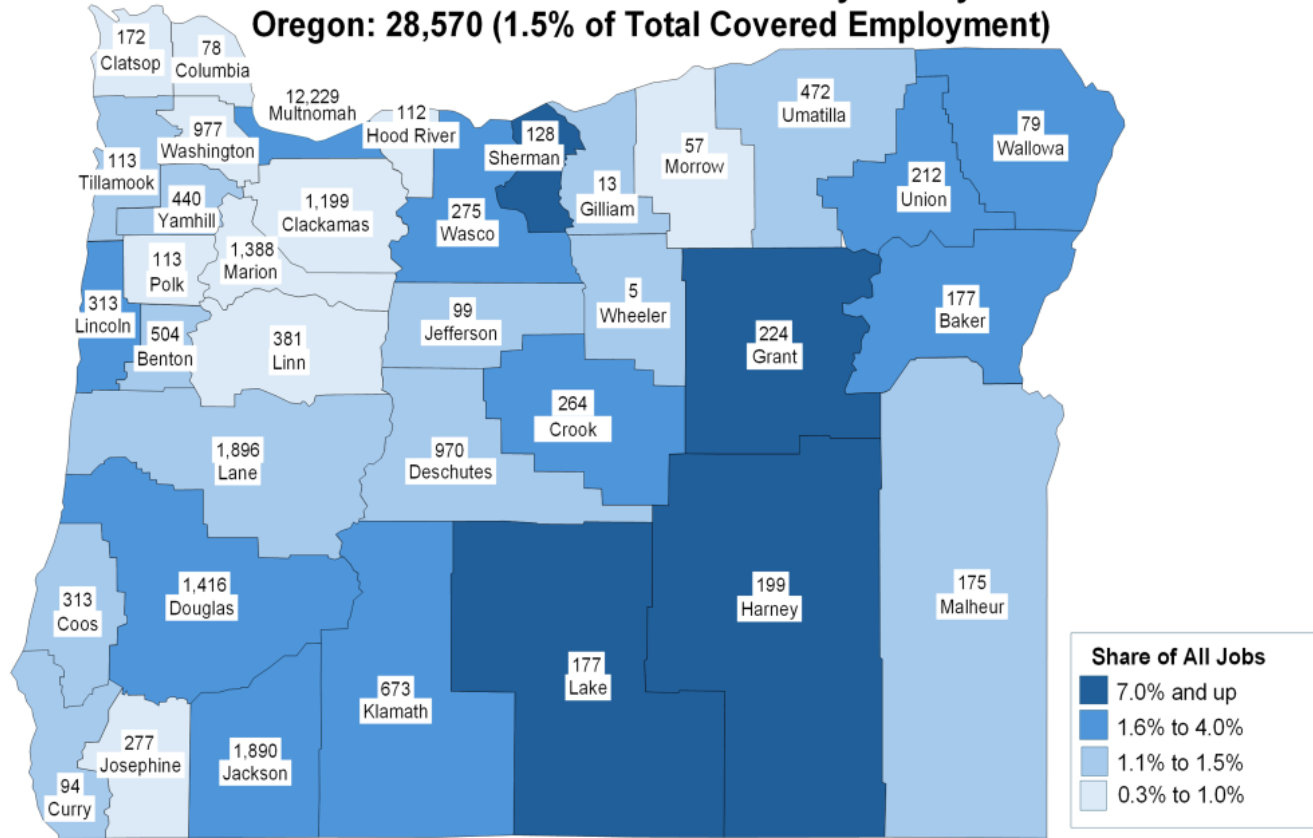 Oregon: 28,570 (1.5% of Total Covered Employment)
172
Clatsop
78
Columbia
12,229
Multnomah
112
Hood River
977
Washington
113
Tillamook
440
Yamhill
1,199
Clackamas
128
Sherman
275
Wasco
13
Gilliam
57
Morrow
472
Umatilla
212
Union
79
Wallowa
113
Polk
1,388
Marion
313
Lincoln
504
Benton
381
Linn
99
Jefferson
5
Wheeler
224
Grant
177
Baker
1,896
Lane
970
Deschutes
264
Crook
313
Coos
1,416
Douglas
199
Harney
175
Malheur
177
Lake
673
Klamath
277
Josephine
1,890
Jackson
94
Curry
Share of All Jobs
7.0% and up
1.6% to 4.0%
1.1% to 1.5%
0.3% to 1.0%